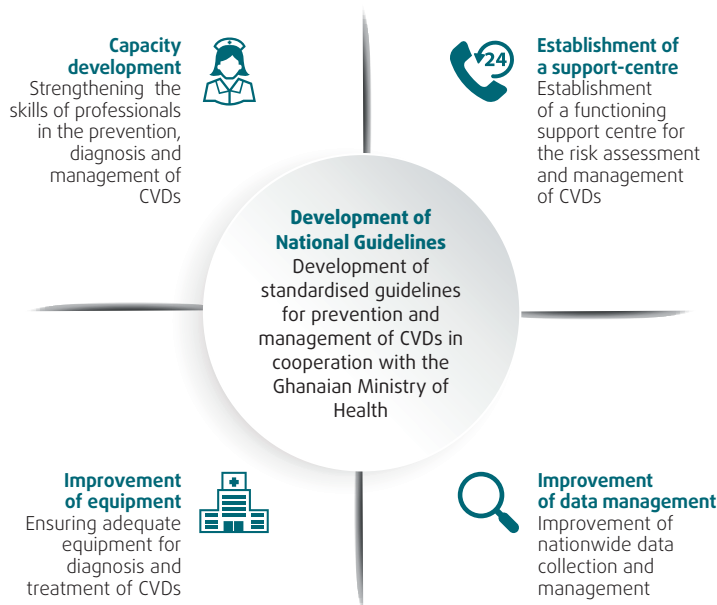 Capacity
development
Strengthening the
skills of professionals
in the prevention,
diagnosis and
management of
CVDs
24
Establishment of
a support-centre
Establishment
of a functioning
support centre for
the risk assessment
and management
of CVDs
Development of
National Guidelines
Development of
standardised guidelines
for prevention and
management of CVDs in
cooperation with the
Ghanaian Ministry of
Health
Improvement
of equipment
Ensuring adequate
equipment for
diagnosis and
treatment of CVDs
Improvement
of data management
Improvement of
nationwide data
collection and
management